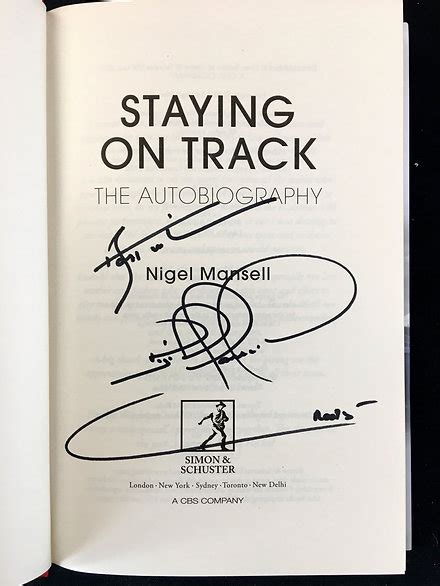 STAYING
ON TRACK
THE AUTOBIOGRAPHY
Nigel Mansell
SIMON &
SCHUSTER
London · New York · Sydney · Toronto · New Delhi
A CBS COMPANY